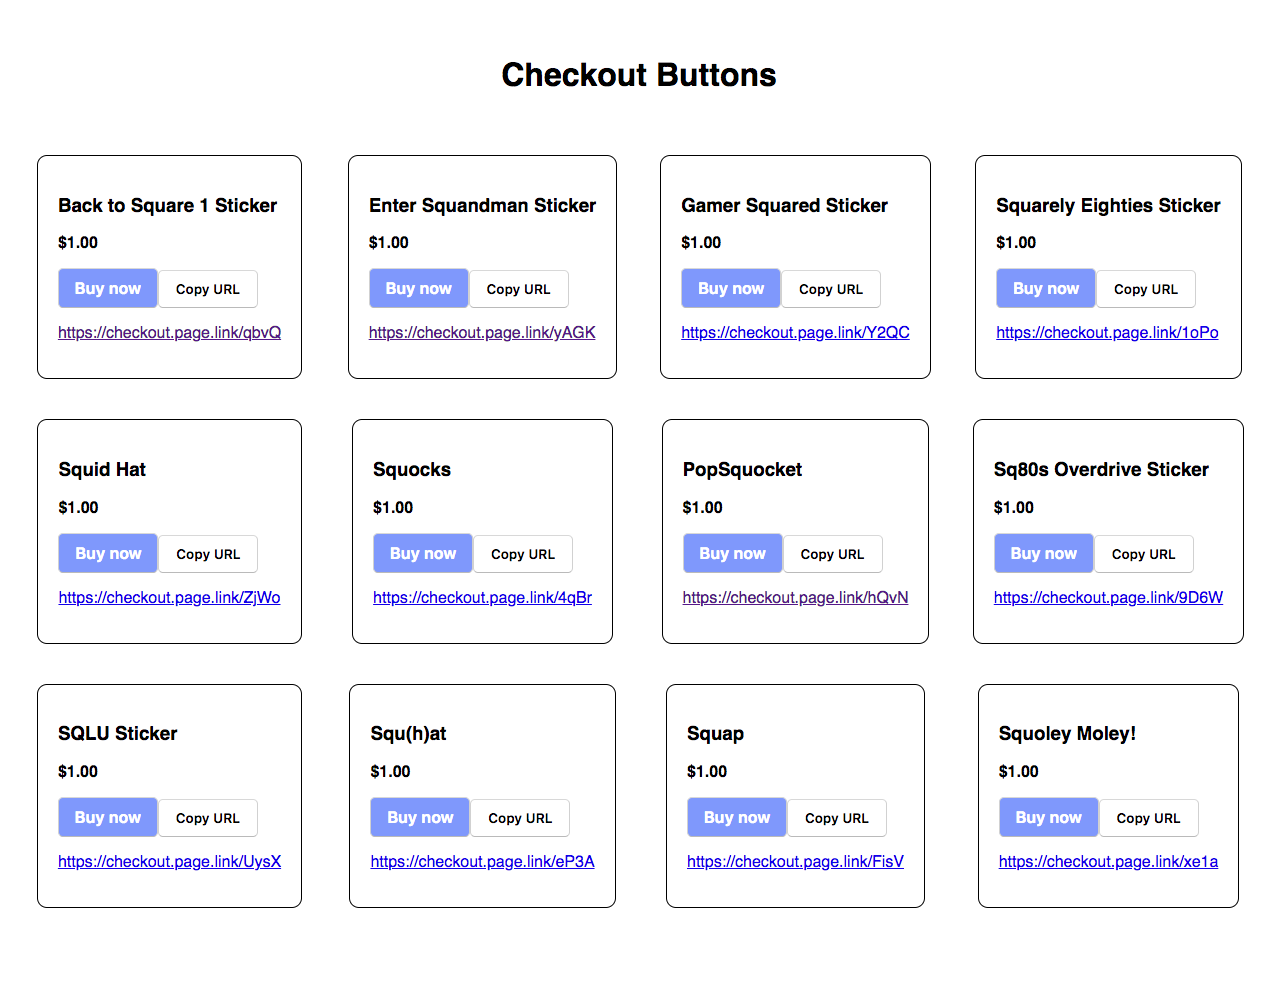 Checkout Buttons
Back to Square 1 Sticker
$1.00
Buy now Copy URL
https://checkout.page.link/qbvQ
Enter Squandman Sticker
$1.00
Buy now Copy URL
https://checkout.page.link/yAGK
Gamer Squared Sticker
$1.00
Buy now Copy URL
https://checkout.page.link/Y2QC
Squarely Eighties Sticker
$1.00
Buy now Copy URL
https://checkout.page.link/1oPo
Squid Hat
$1.00
Buy now Copy URL
https://checkout.page.link/ZjWo
Squocks
$1.00
Buy now Copy URL
https://checkout.page.link/4qBr
PopSquocket
$1.00
Buy now Copy URL
https://checkout.page.link/hQvN
Sq80s Overdrive Sticker
$1.00
Buy now Copy URL
https://checkout.page.link/9D6W
SQLU Sticker
$1.00
Buy now Copy URL
https://checkout.page.link/UysX
Squ(h)at
$1.00
Buy now Copy URL
https://checkout.page.link/eP3A
Squap
$1.00
Buy now Copy URL
https://checkout.page.link/FisV
Squoley Moley!
$1.00
Buy now Copy URL
https://checkout.page.link/xe1a